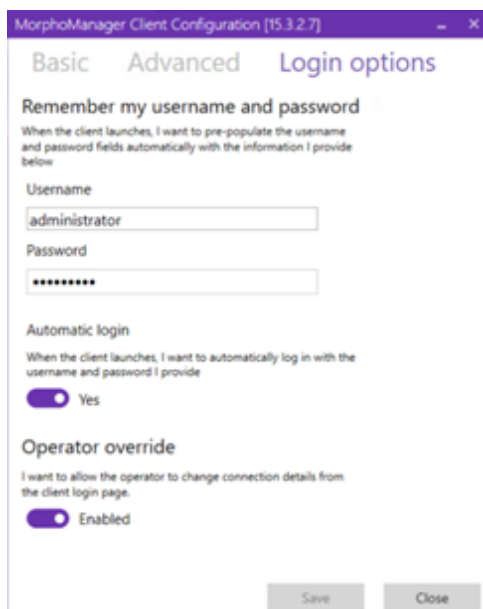 MorphoManager Client Configuration [15.3.2.7]
Basic Advanced Login options
Remember my username and password
When the client launches, I want to pre-populate the username
and password fields automatically with the information I provide
below
Username
administrator
Password
•••••••••
Automatic login
When the client launches, I want to automatically log in with the
username and password I provide
Yes
Operator override
I want to allow the operator to change connection details from
the client login page.
Enabled
Save Close